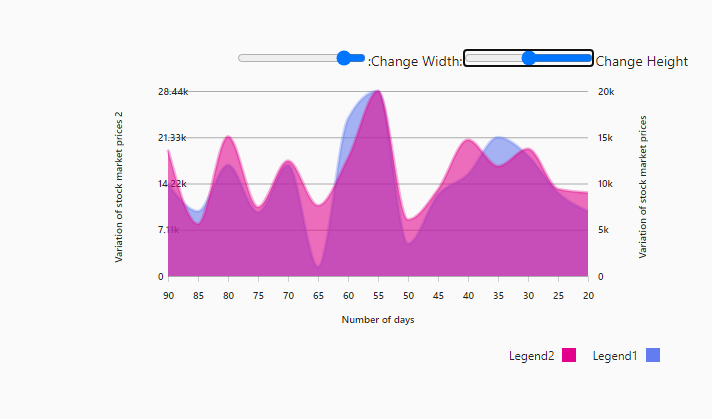 :Change Width: Change Height
28.44k
21.33k
14.22k
7.11k
0
Variation of stock market prices 2
20k
15k
10k
5k
0
Variation of stock market prices
90 85 80 75 70 65 60 55 50 45 40 35 30 25 20
Number of days
Legend2 Legend1